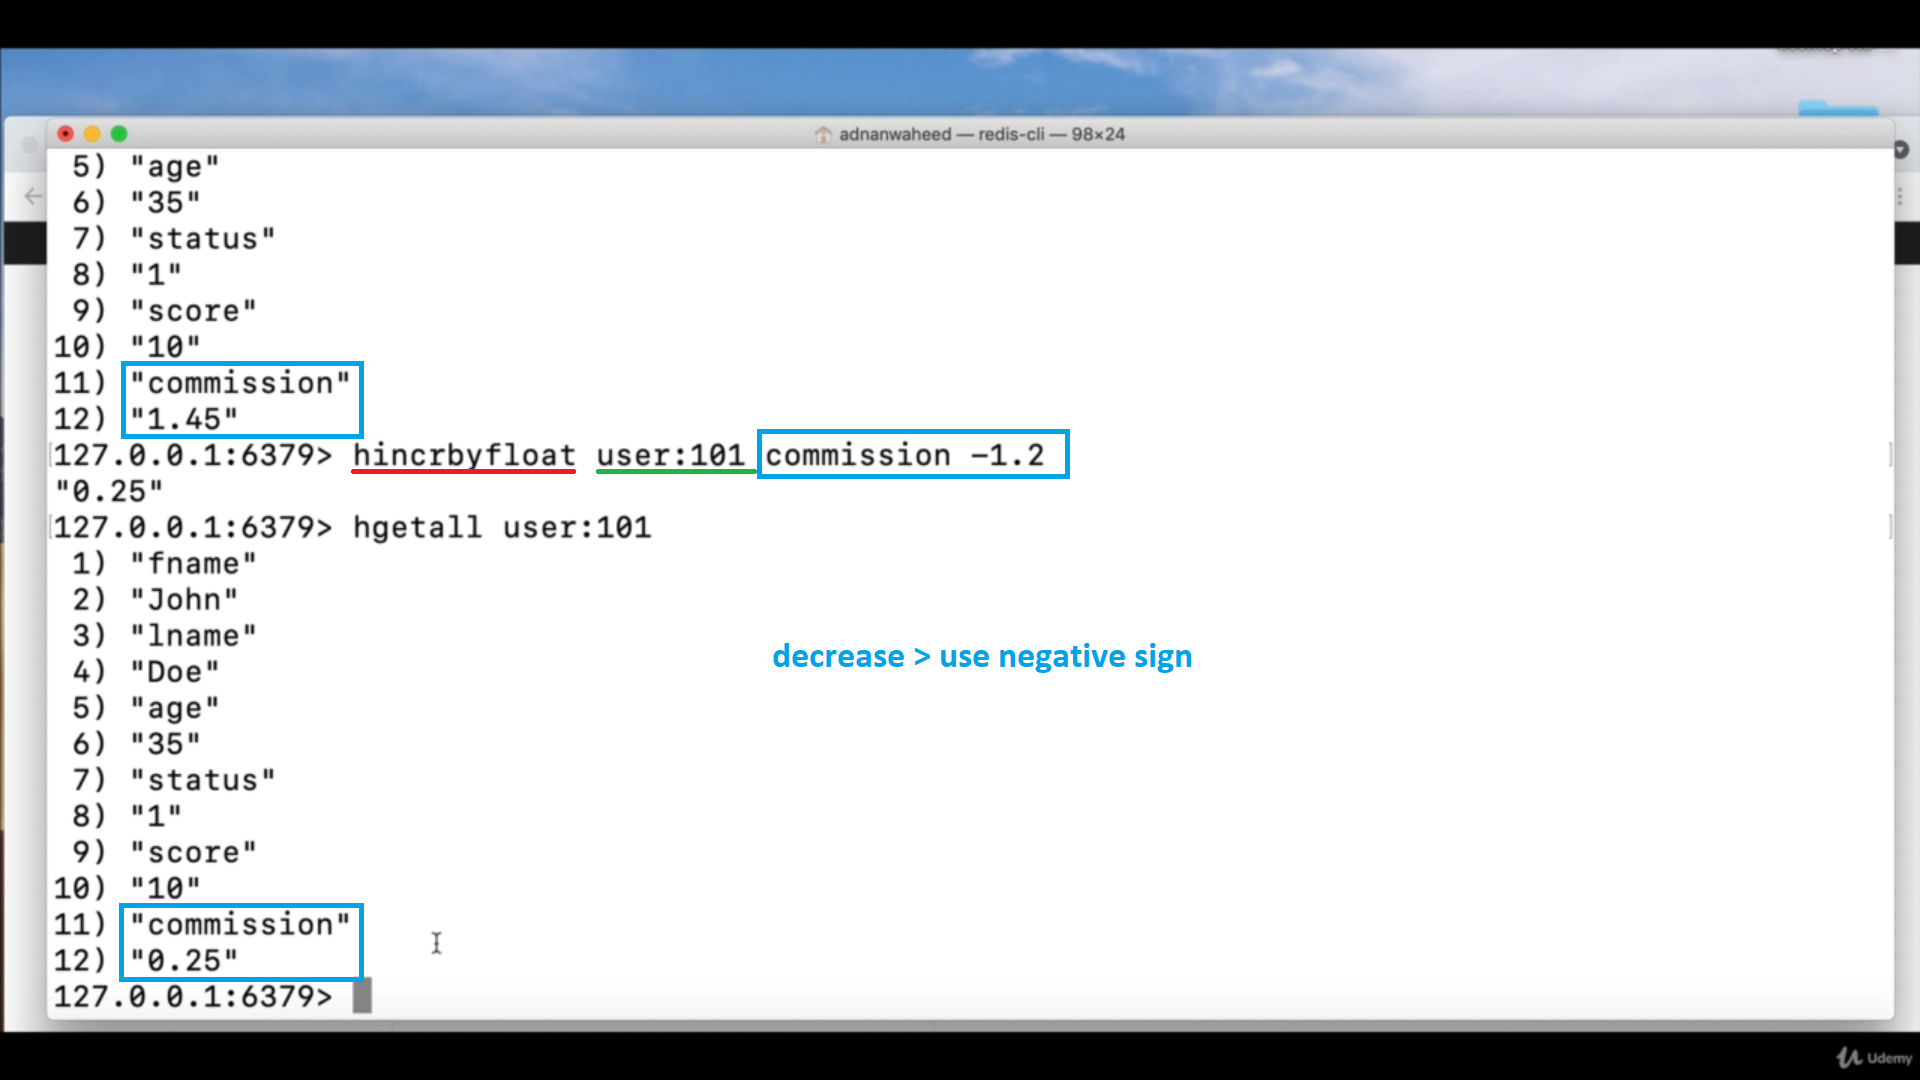 adnanwaheed — redis-cli — 98×24
5) "age"
6) "35"
7) "status"
8) "1"
9) "score"
10) "10"
11) "commission"
12) "1.45"
127.0.0.1:6379> hincrbyfloat user:101 commission -1.2
"0.25"
127.0.0.1:6379> hgetall user:101
1) "fname"
2) "John"
3) "lname"
4) "Doe"
decrease > use negative sign
5) "age"
6) "35"
7) "status"
8) "1"
9) "score"
10) "10"
11) "commission"
12) "0.25"
127.0.0.1:6379>
Udemy